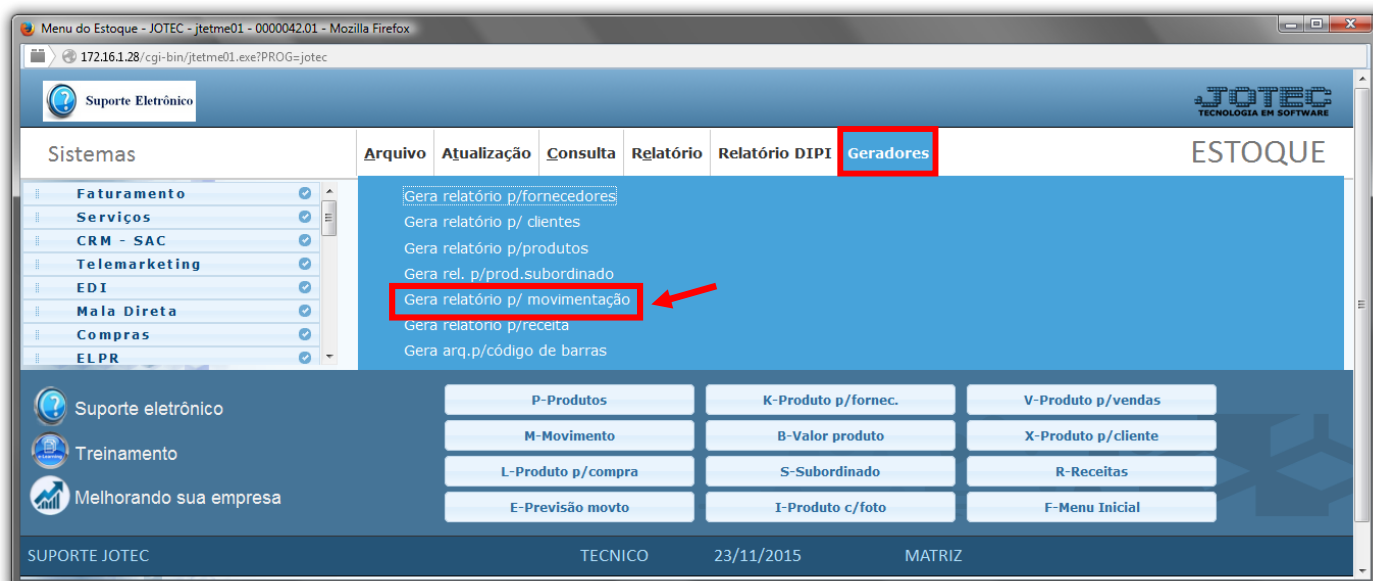 Menu do Estoque - JOTEC - jtetme01 - 0000042.01 - Mozilla Firefox
172.16.1.28/cgi-bin/jtetme01.exe?PROG=jotec
Suporte Eletrônico
JOTEC
TECNOLOGIA EM SOFTWARE
Sistemas
Arquivo Atualização Consulta Relatório Relatório DIPI Geradores
ESTOQUE
Faturamento
Serviços
CRM - SAC
Telemarketing
EDI
Mala Direta
Compras
ELPR
Gera relatório p/fornecedores
Gera relatório p/ clientes
Gera relatório p/produtos
Gera rel. p/prod.subordinado
Gera relatório p/ movimentação
Gera relatório p/receita
Gera arq.p/código de barras
Suporte eletrônico
Treinamento
Melhorando sua empresa
P-Produtos K-Produto p/fornec. V-Produto p/vendas
M-Movimento B-Valor produto X-Produto p/cliente
L-Produto p/compra S-Subordinado R-Receitas
E-Previsão movto I-Produto c/foto F-Menu Inicial
SUPORTE JOTEC TECNICO 23/11/2015 MATRIZ